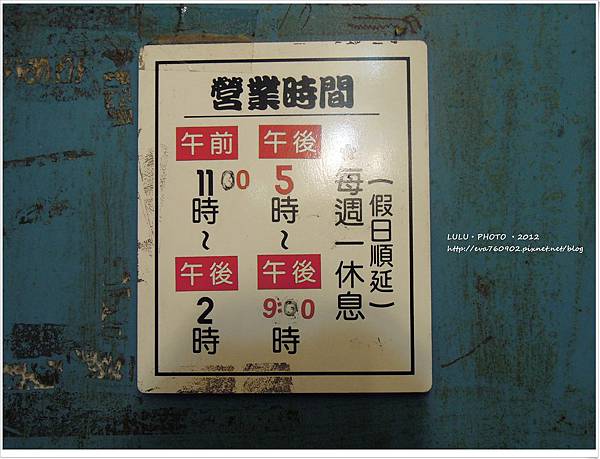 營業時間
午前
11:00
時~
午後
2時
午後
5
時~
午後
9:00
時
每週一休息
(假日順延)
LULU·PHOTO·2012
http://eva760902.pixnet.net/blog